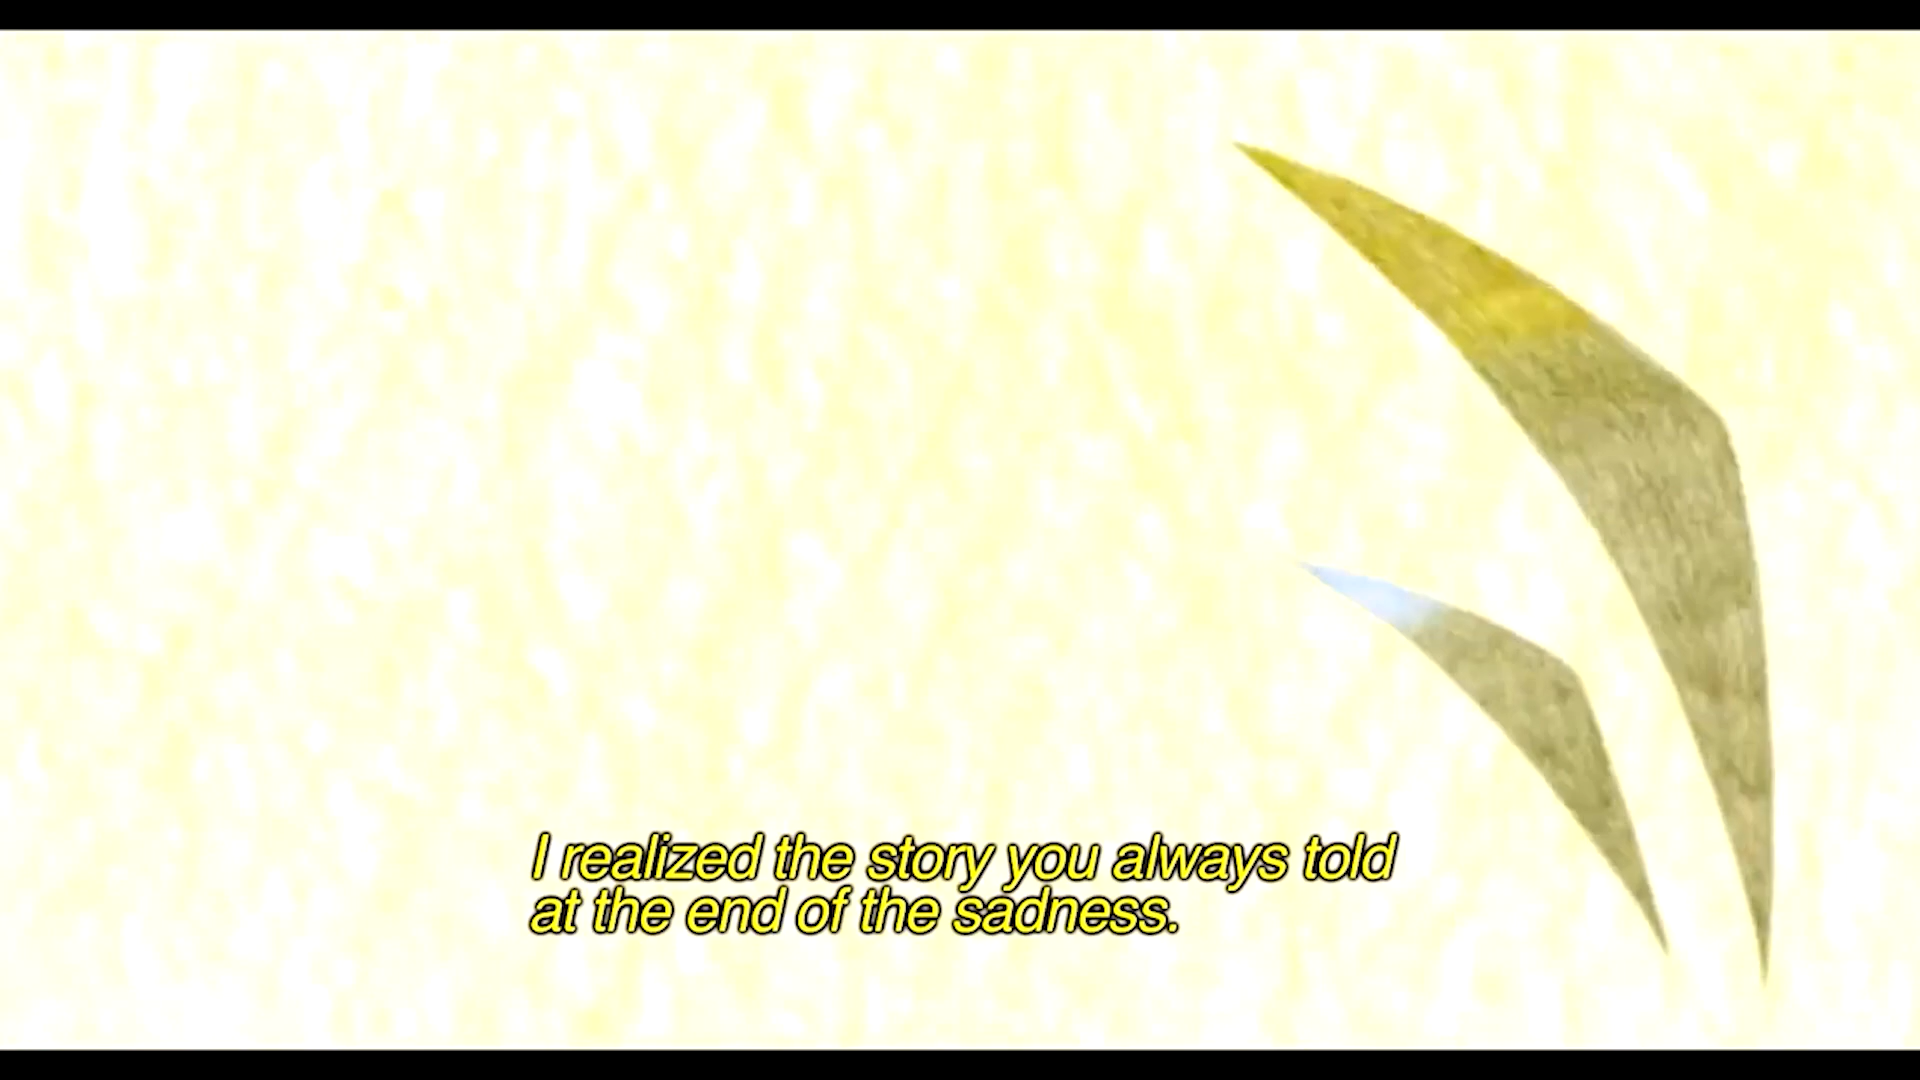 I realized the story you always told
at the end of the sadness.